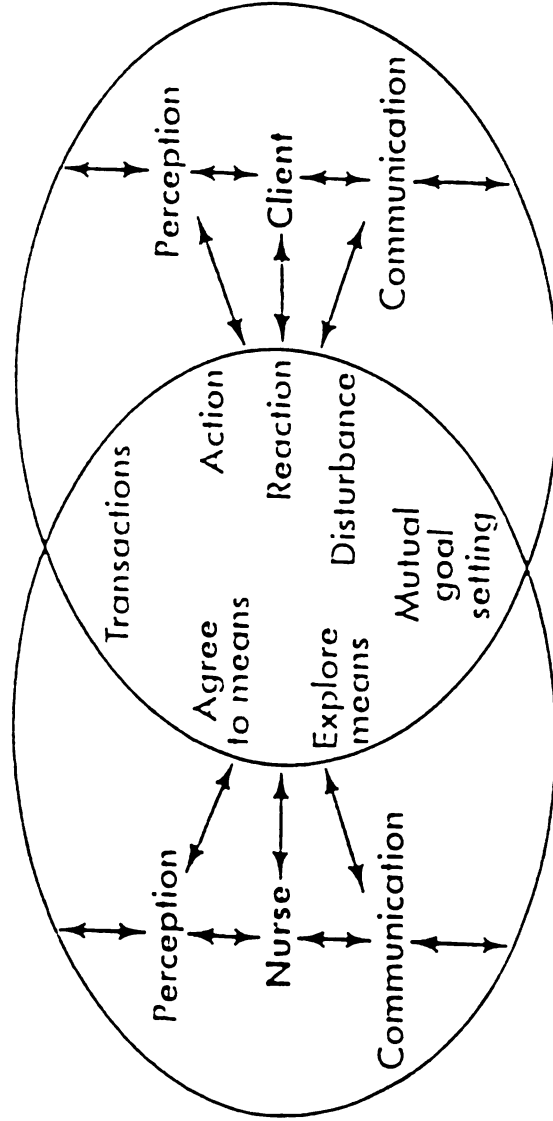 Perception
Nurse
Communication
Transactions
Agree
to means
Explore
means
Action
Reaction
Disturbance
Mutual
goal
setting
Perception
Client
Communication